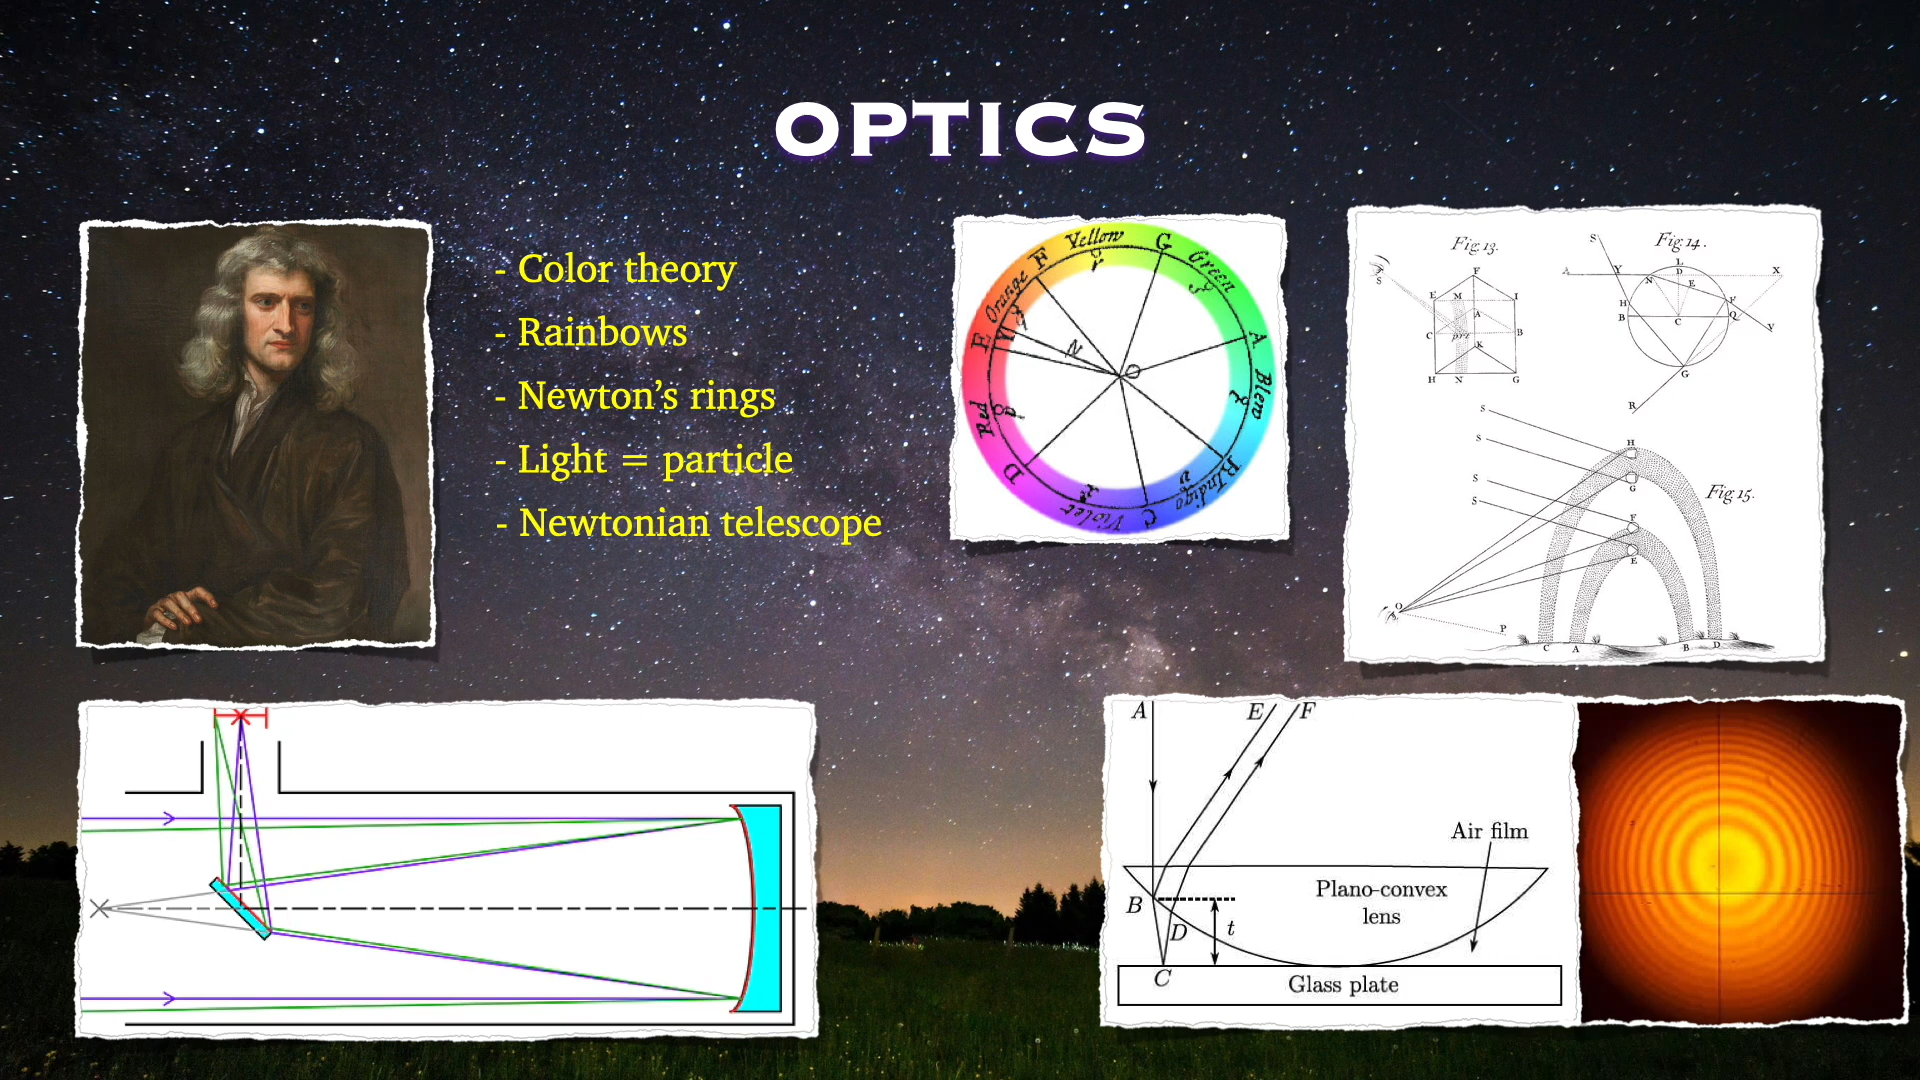 OPTICS
- Color theory
- Rainbows
- Newton’s rings
- Light = particle
- Newtonian telescope
Yellow
G
Green
A
Blew
B
Indigo
C
Violet
D
Red
E
Orange
F
N
O
Fig.13.
S
F
E M I
A
C B
K
H N G
Fig.14.
S
L
A Y D X
N E
H F
B C Q
V
G
R
Fig.15.
S
S
S
S
H
G
F
E
O
P
C A B D
A E F
Air film
Plano-convex
lens
B
D t
C
Glass plate